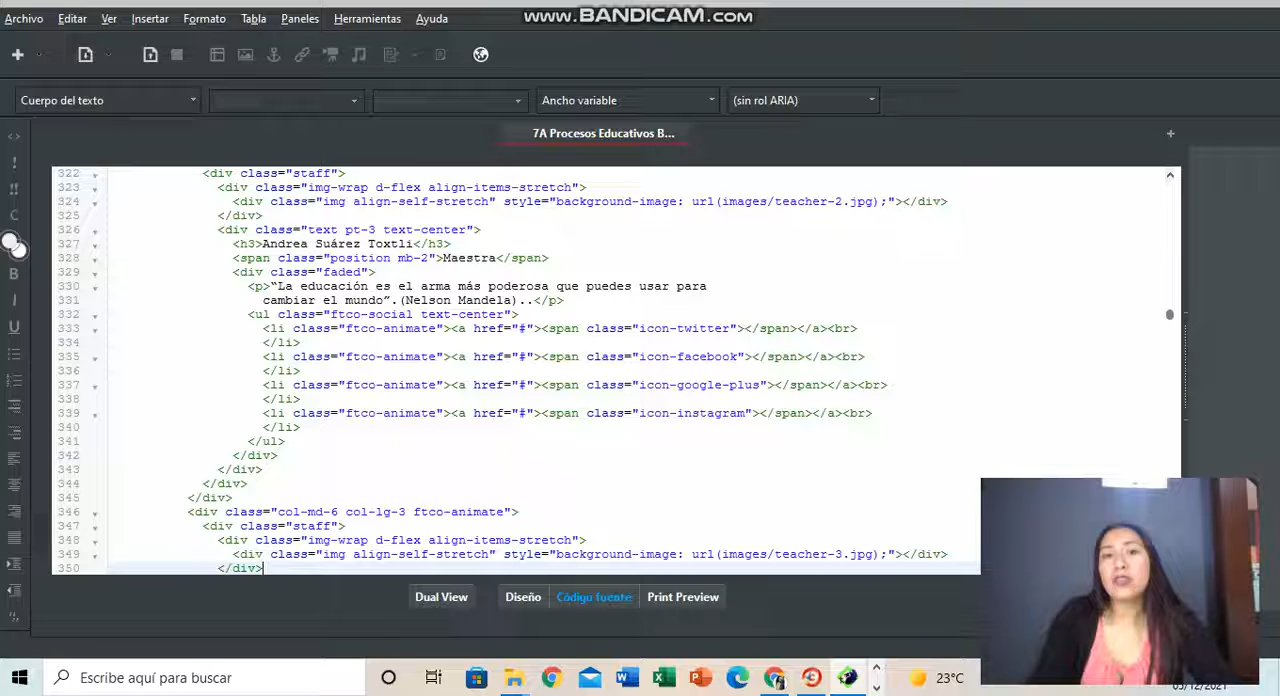 Archivo Editar Ver Insertar Formato Tabla Paneles Herramientas Ayuda
www.BANDICAM.com
Cuerpo del texto Ancho variable (sin rol ARIA)
7A Procesos Educativos B...
322 <div class="staff">
323 <div class="img-wrap d-flex align-items-stretch">
324 <div class="img align-self-stretch" style="background-image: url(images/teacher-2.jpg);"></div>
325 </div>
326 <div class="text pt-3 text-center">
327 <h3>Andrea Suárez Toxtli</h3>
328 <span class="position mb-2">Maestra</span>
329 <div class="faded">
330 <p>“La educación es el arma más poderosa que puedes usar para
331 cambiar el mundo”.(Nelson Mandela)..</p>
332 <ul class="ftco-social text-center">
333 <li class="ftco-animate"><a href="#"><span class="icon-twitter"></span></a><br>
334 </li>
335 <li class="ftco-animate"><a href="#"><span class="icon-facebook"></span></a><br>
336 </li>
337 <li class="ftco-animate"><a href="#"><span class="icon-google-plus"></span></a><br>
338 </li>
339 <li class="ftco-animate"><a href="#"><span class="icon-instagram"></span></a><br>
340 </li>
341 </ul>
342 </div>
343 </div>
344 </div>
345 </div>
346 <div class="col-md-6 col-lg-3 ftco-animate">
347 <div class="staff">
348 <div class="img-wrap d-flex align-items-stretch">
349 <div class="img align-self-stretch" style="background-image: url(images/teacher-3.jpg);"></div>
350 </div>
Dual View Diseño Código fuente Print Preview
Escribe aquí para buscar
23°C